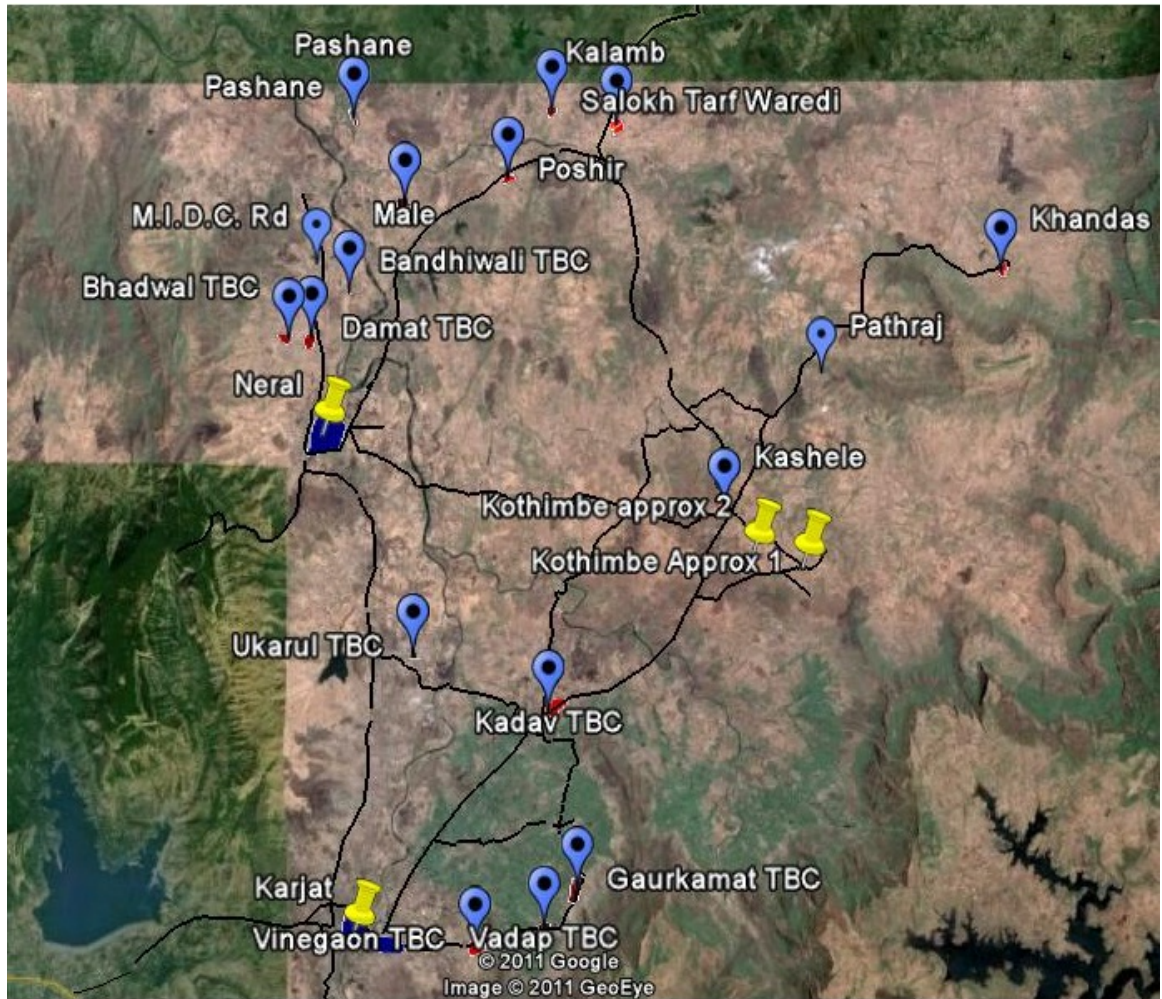 Pashane
Kalamb
Pashane
Salokh Tarf Waredi
Poshir
M.I.D.C. Rd
Male
Khandas
Bandhiwali TBC
Bhadwal TBC
Damat TBC
Pathraj
Neral
Kashele
Kothimbe approx 2
Kothimbe Approx 1
Ukarul TBC
Kadav TBC
Gaurkamat TBC
Karjat
Vinegaon TBC
Vadap TBC
© 2011 Google
Image © 2011 GeoEye